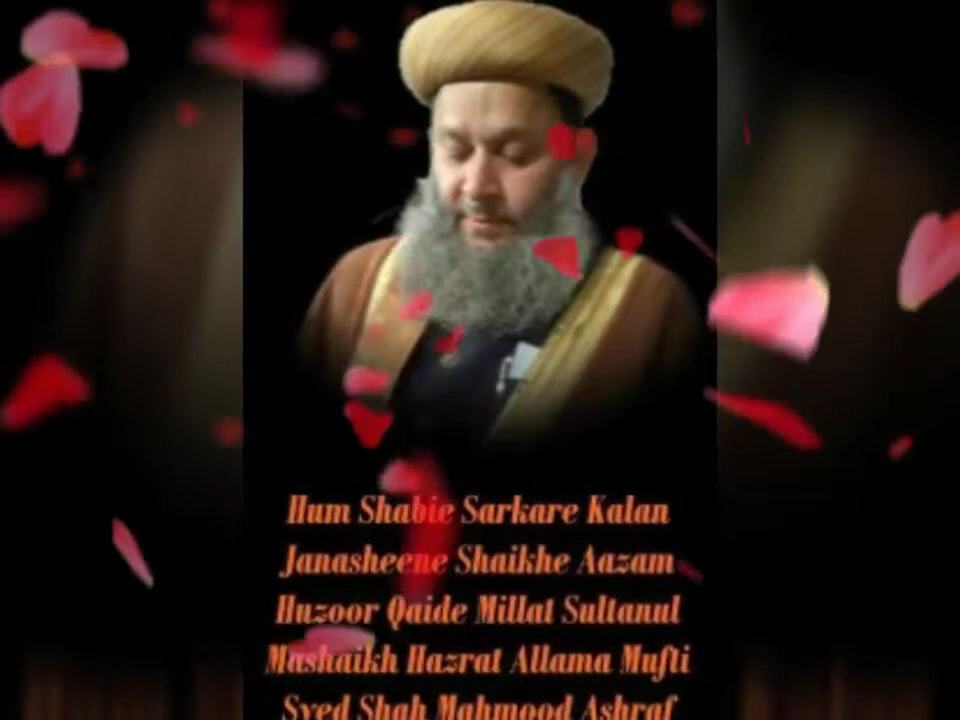 Hum Shabie Sarkare Kalan
Janasheene Shaikhe Aazam
Huzoor Qaide Millat Sultanul
Mashaikh Hazrat Allama Mufti
Syed Shah Mahmood Ashraf